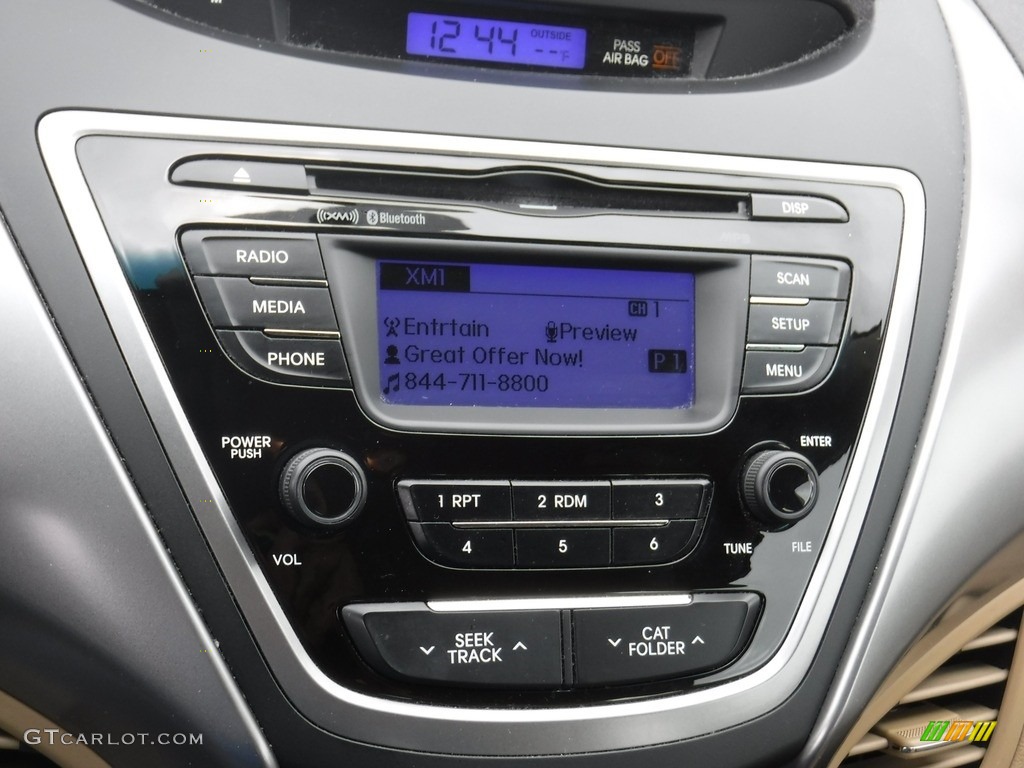 12:44
OUTSIDE
--°F
PASS
AIR BAG OFF
DISP
XM
Bluetooth
RADIO
MEDIA
PHONE
XM1
CH 1
Entrtain
Preview
Great Offer Now!
P 1
844-711-8800
SCAN
SETUP
MENU
POWER
PUSH
VOL
1 RPT
2 RDM
3
4
5
6
ENTER
TUNE
FILE
SEEK
TRACK
CAT
FOLDER
GTCARLOT.COM